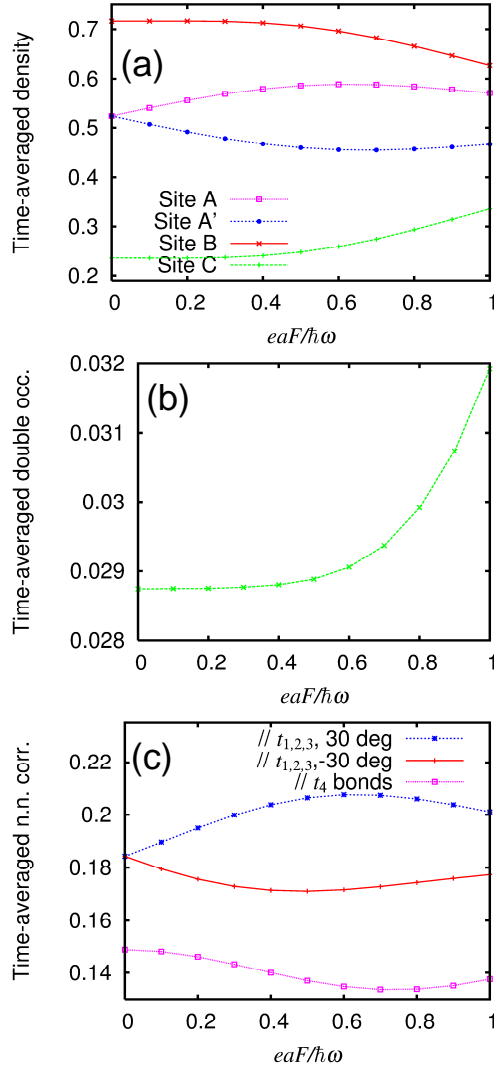 0.7
0.6
0.5
0.4
0.3
0.2
Time-averaged density
(a)
Site A
Site A'
Site B
Site C
0 0.2 0.4 0.6 0.8 1
eaF/ħω
0.032
0.031
0.03
0.029
0.028
Time-averaged double occ.
(b)
0 0.2 0.4 0.6 0.8 1
eaF/ħω
0.22
0.2
0.18
0.16
0.14
Time-averaged n.n. corr.
(c)
// t1,2,3, 30 deg
// t1,2,3,-30 deg
// t4 bonds
0 0.2 0.4 0.6 0.8 1
eaF/ħω